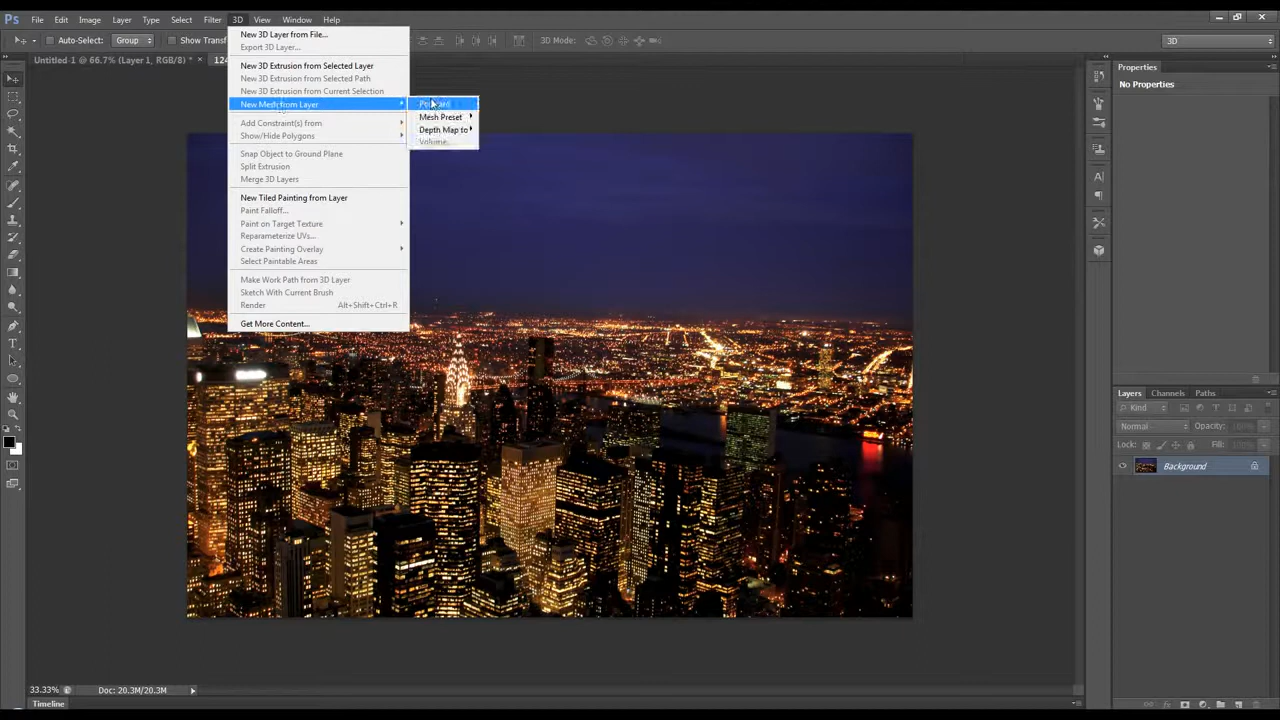 Ps File Edit Image Layer Type Select Filter 3D View Window Help
Auto-Select: Group Show Transf 3D Mode: 3D
Untitled-1 @ 66.7% (Layer 1, RGB/8) * ×
New 3D Layer from File...
Export 3D Layer...
New 3D Extrusion from Selected Layer
New 3D Extrusion from Selected Path
New 3D Extrusion from Current Selection
New Mesh from Layer
Mesh Preset
Depth Map to
Volume...
Add Constraint(s) from
Show/Hide Polygons
Snap Object to Ground Plane
Split Extrusion
Merge 3D Layers
New Tiled Painting from Layer
Paint Falloff...
Paint on Target Texture
Reparameterize UVs...
Create Painting Overlay
Select Paintable Areas
Make Work Path from 3D Layer
Sketch With Current Brush
Render Alt+Shift+Ctrl+R
Get More Content...
Properties
No Properties
Layers Channels Paths
Kind
Normal Opacity: 100%
Lock: Fill: 100%
Background
33.33% Doc: 20.3M/20.3M
Timeline